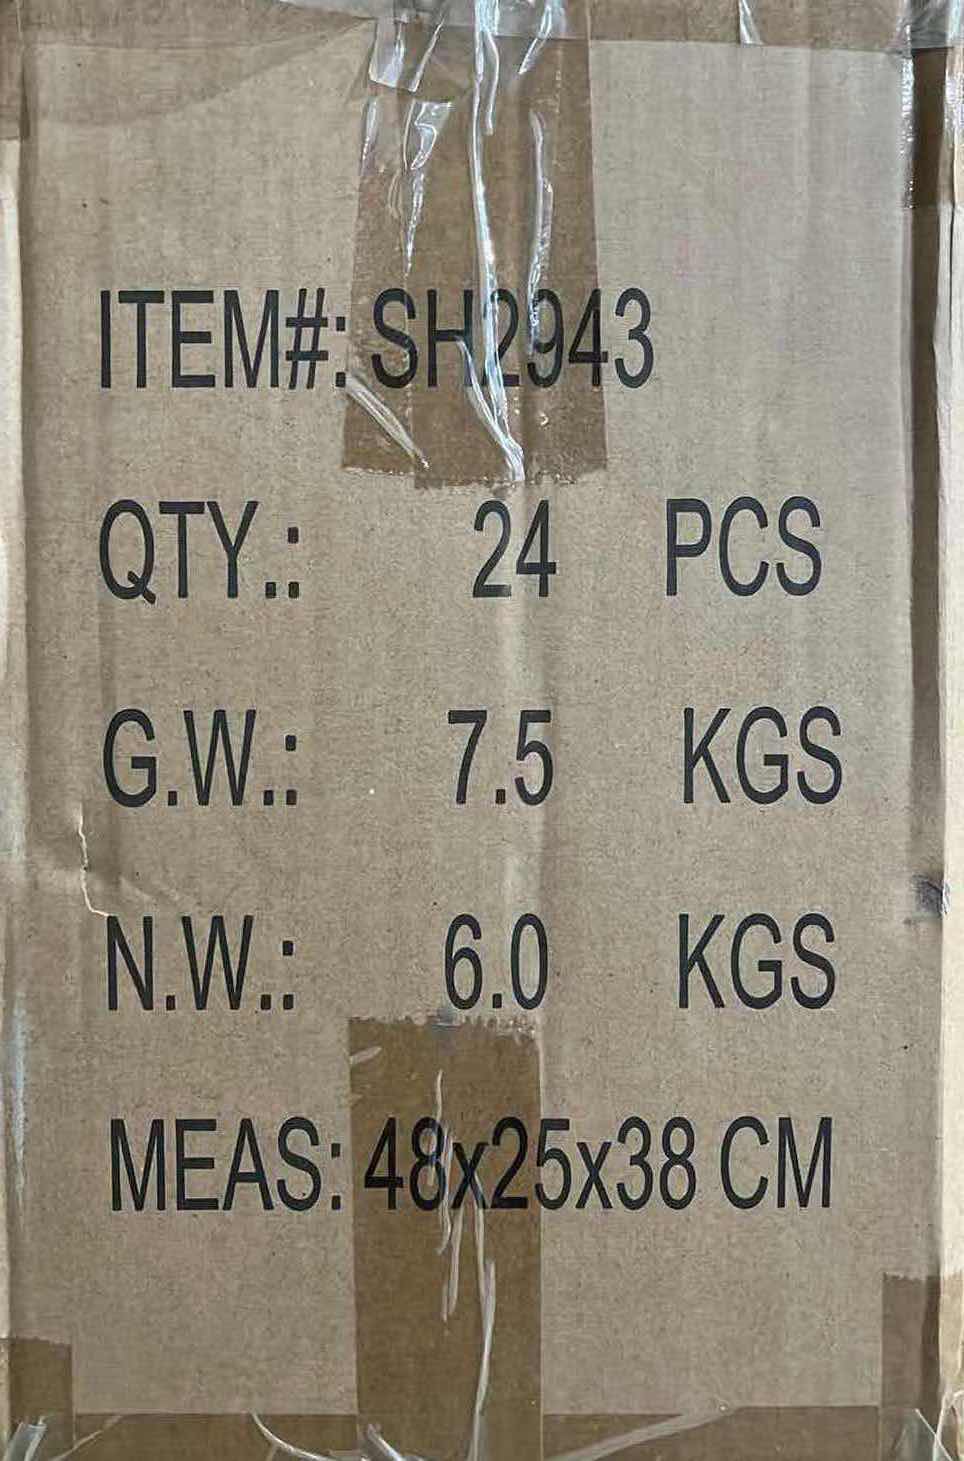 ITEM#: SH2943
QTY.: 24 PCS
G.W.: 7.5 KGS
N.W.: 6.0 KGS
MEAS: 48x25x38 CM